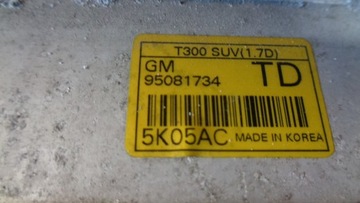 T300 SUV(1.7D)
GM
95081734
TD
5K05AC MADE IN KOREA